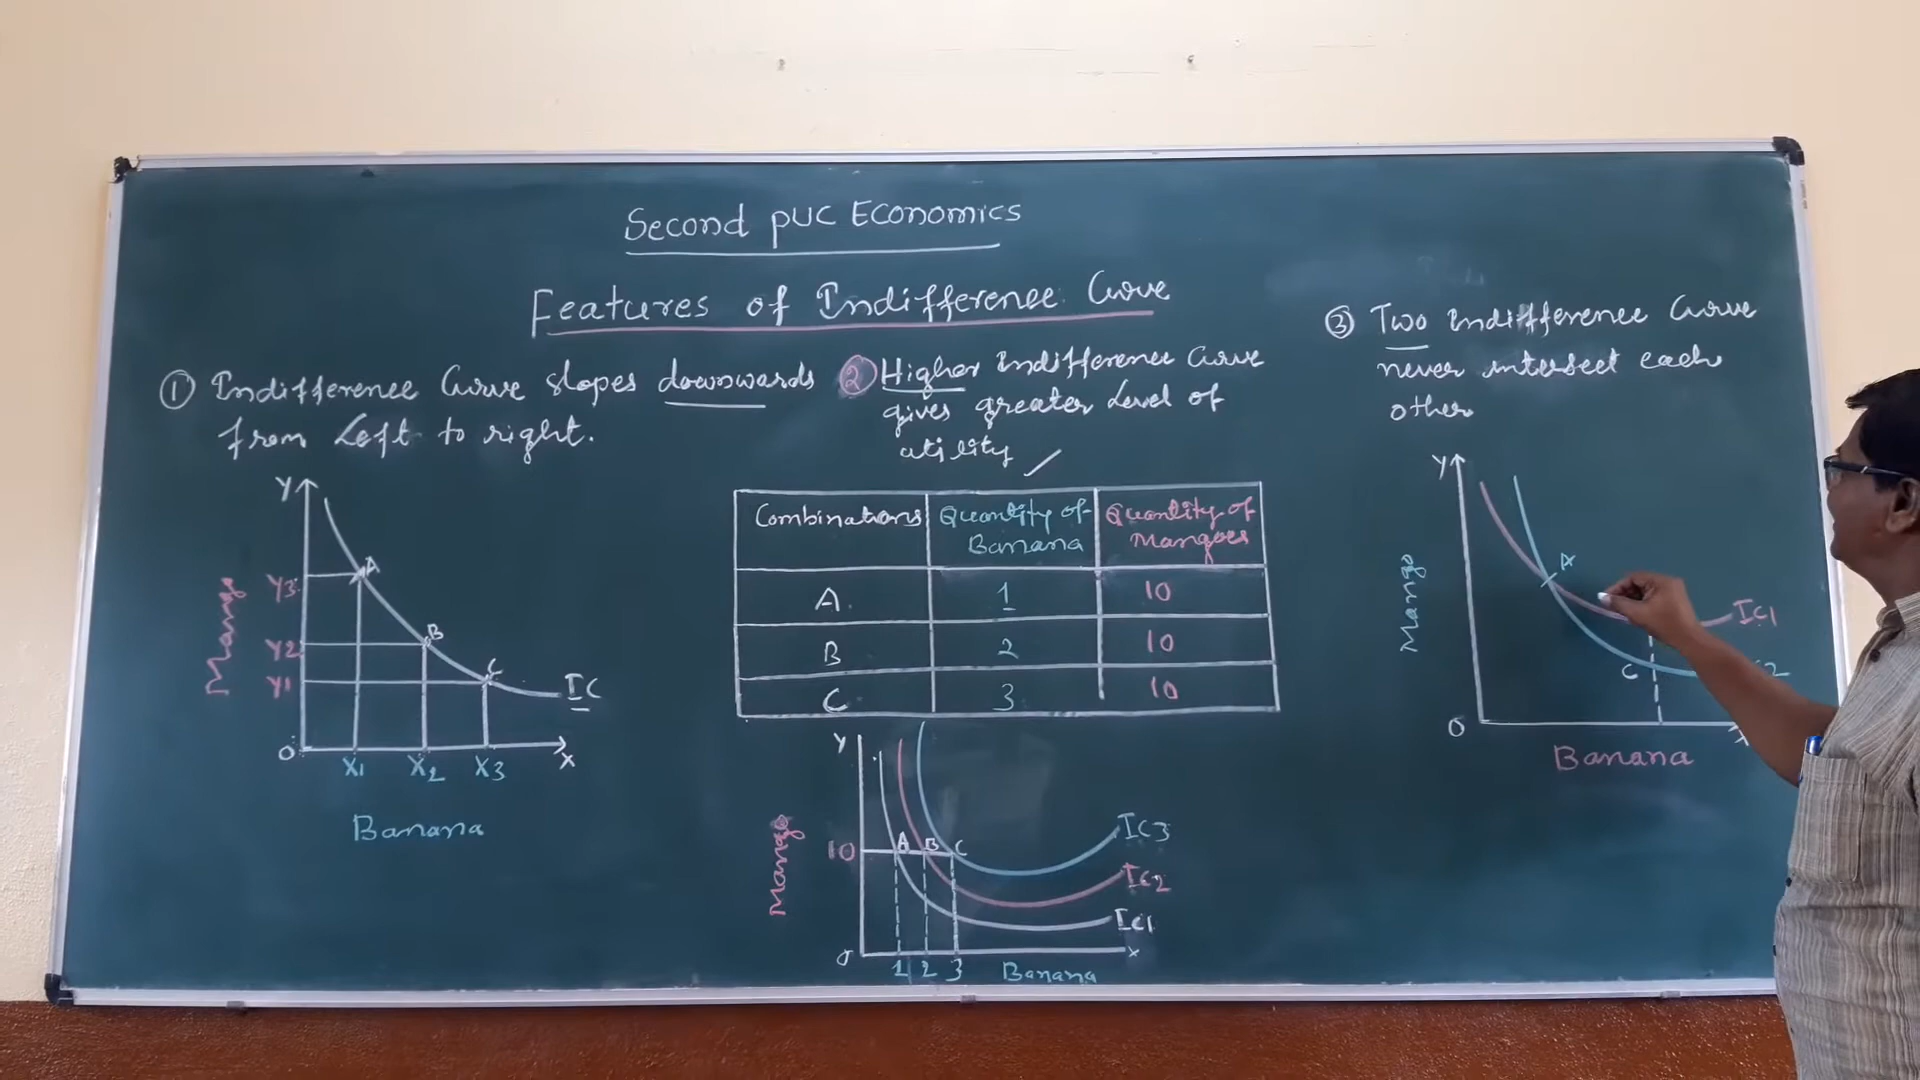 Second PUC Economics
Features of Indifference Curve
① Indifference Curve slopes downwards
from Left to right.
Y
A
Y3
B
Y2
C
Y1
IC
Mango
O
X1 X2 X3 X
Banana
② Higher Indifference Curve
gives greater Level of
utility
Combinations Quantity of Banana Quantity of Mangoes
A 1 10
B 2 10
C 3 10
Y
IC3
10 A B C
IC2
Mango
IC1
O X
1 2 3 Banana
③ Two Indifference Curve
never intersect each
other
Y
A
IC1
Mango
C
2
O X
Banana